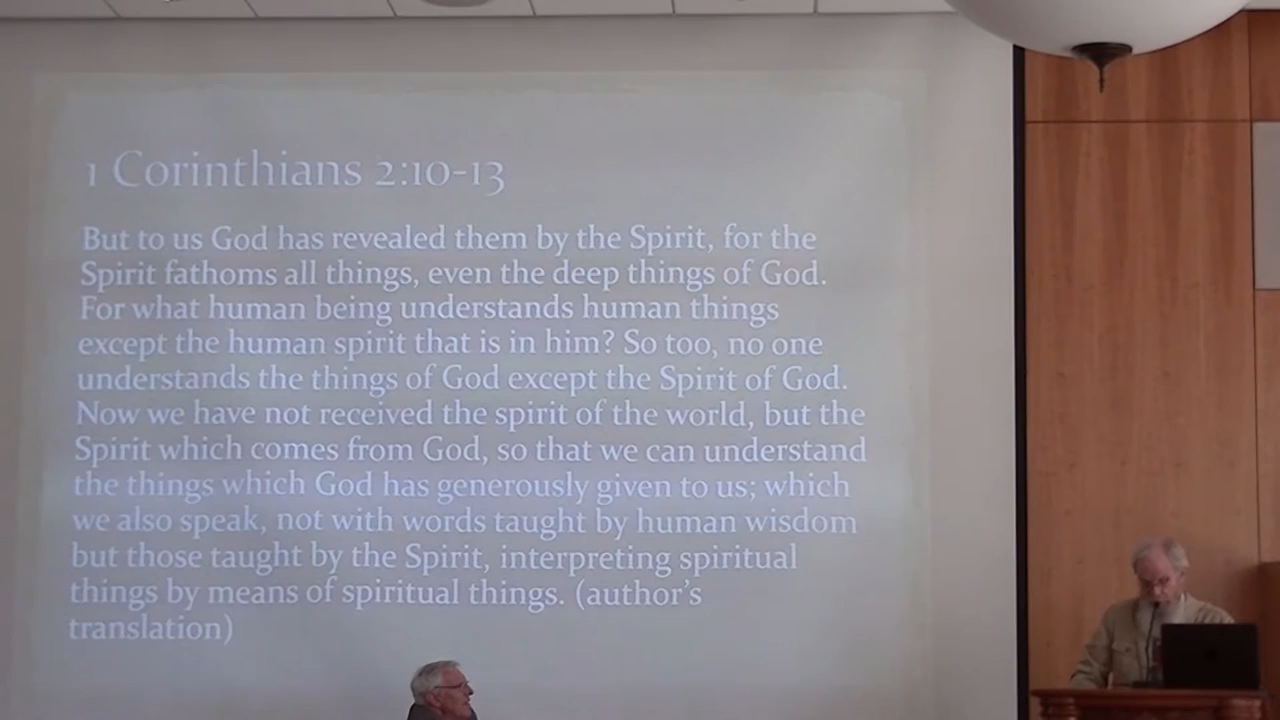 1 Corinthians 2:10-13
But to us God has revealed them by the Spirit, for the
Spirit fathoms all things, even the deep things of God.
For what human being understands human things
except the human spirit that is in him? So too, no one
understands the things of God except the Spirit of God.
Now we have not received the spirit of the world, but the
Spirit which comes from God, so that we can understand
the things which God has generously given to us; which
we also speak, not with words taught by human wisdom
but those taught by the Spirit, interpreting spiritual
things by means of spiritual things. (author's
translation)